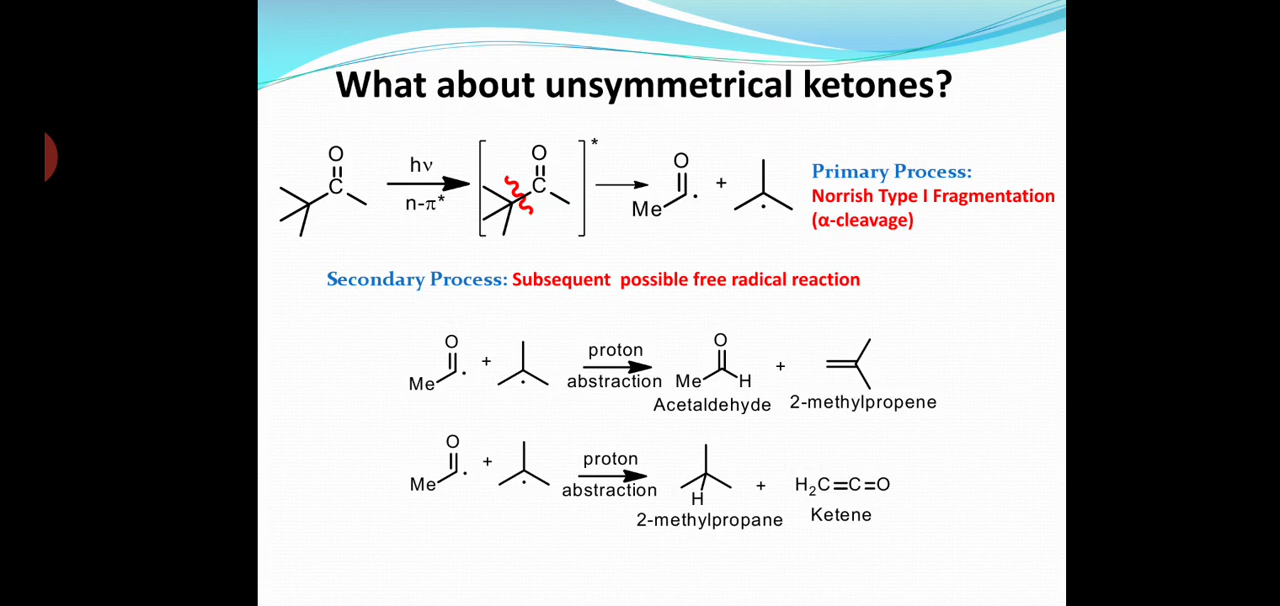 What about unsymmetrical ketones?
O
C
hν
n-π*
O
C
*
O
Me
.
+
.
Primary Process:
Norrish Type I Fragmentation
(α-cleavage)
Secondary Process: Subsequent possible free radical reaction
O
Me
.
+
.
proton
abstraction
O
Me
H
Acetaldehyde
+
2-methylpropene
O
Me
.
+
.
proton
abstraction
H
2-methylpropane
+
H₂C=C=O
Ketene